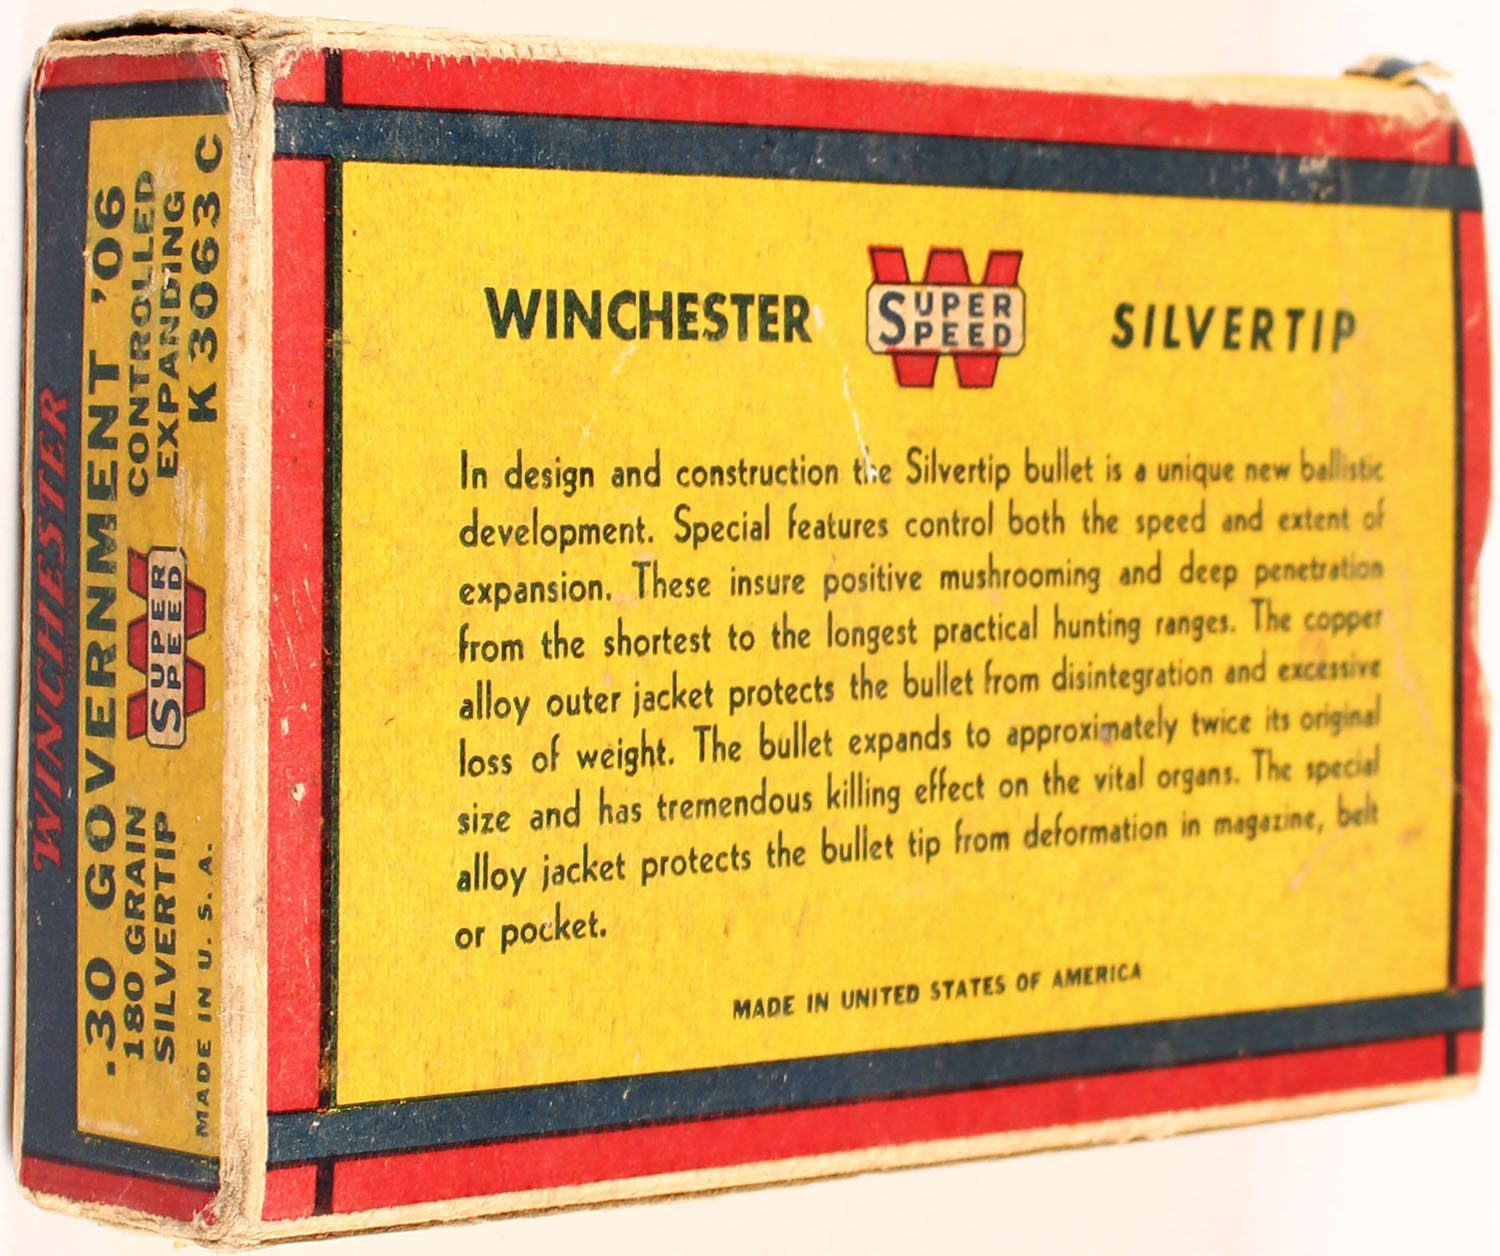 WINCHESTER
.30 GOVERNMENT '06
180 GRAIN
SILVERTIP
SUPER
SPEED
CONTROLLED
EXPANDING
MADE IN U. S. A.
K 3063 C
WINCHESTER
SUPER
SPEED
SILVERTIP
In design and construction the Silvertip bullet is a unique new ballistic
development. Special features control both the speed and extent of
expansion. These insure positive mushrooming and deep penetration
from the shortest to the longest practical hunting ranges. The copper
alloy outer jacket protects the bullet from disintegration and excessive
loss of weight. The bullet expands to approximately twice its original
size and has tremendous killing effect on the vital organs. The special
alloy jacket protects the bullet tip from deformation in magazine, belt
or pocket.
MADE IN UNITED STATES OF AMERICA